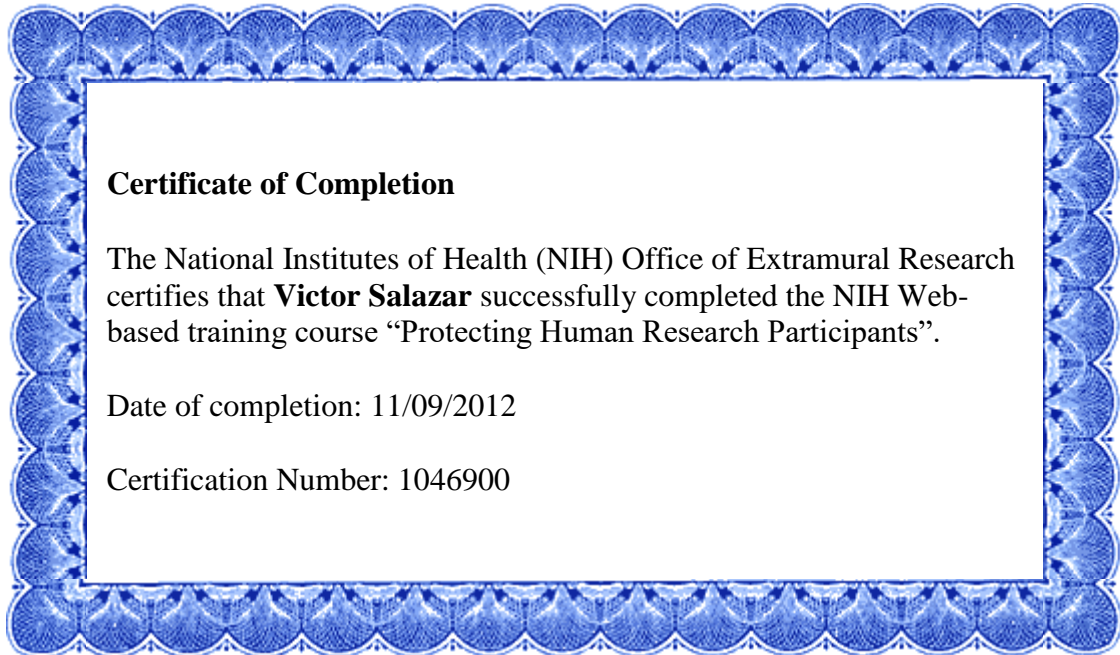 Certificate of Completion
The National Institutes of Health (NIH) Office of Extramural Research
certifies that Victor Salazar successfully completed the NIH Web-
based training course “Protecting Human Research Participants”.
Date of completion: 11/09/2012
Certification Number: 1046900